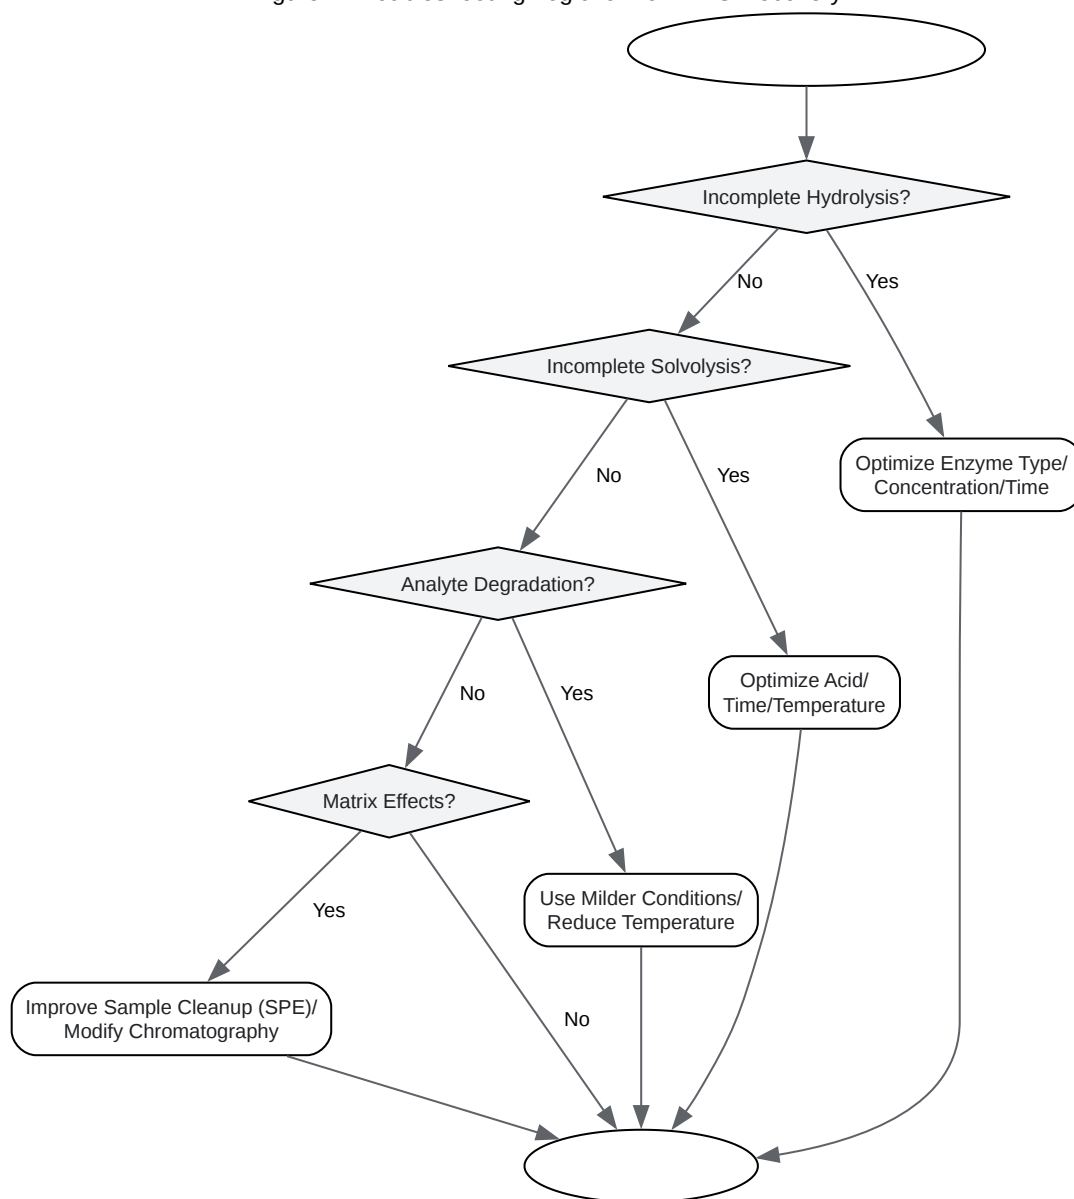 Incomplete Hydrolysis?
No
Yes
Incomplete Solvolysis?
Optimize Enzyme Type/
Concentration/Time
No
Yes
Analyte Degradation?
Optimize Acid/
Time/Temperature
No
Yes
Matrix Effects?
Use Milder Conditions/
Reduce Temperature
Yes
Improve Sample Cleanup (SPE)/
Modify Chromatography
No